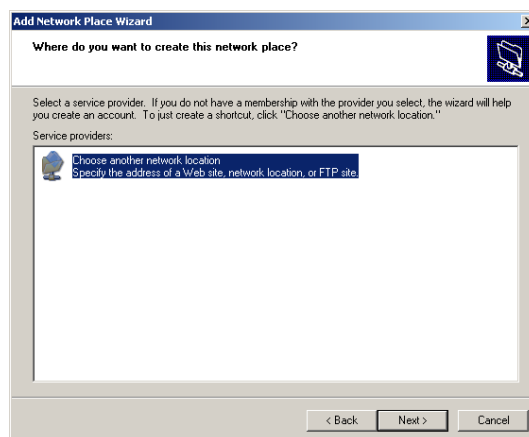 Add Network Place Wizard
Where do you want to create this network place?
Select a service provider. If you do not have a membership with the provider you select, the wizard will help
you create an account. To just create a shortcut, click "Choose another network location."
Service providers:
Choose another network location
Specify the address of a Web site, network location, or FTP site.
< Back
Next >
Cancel